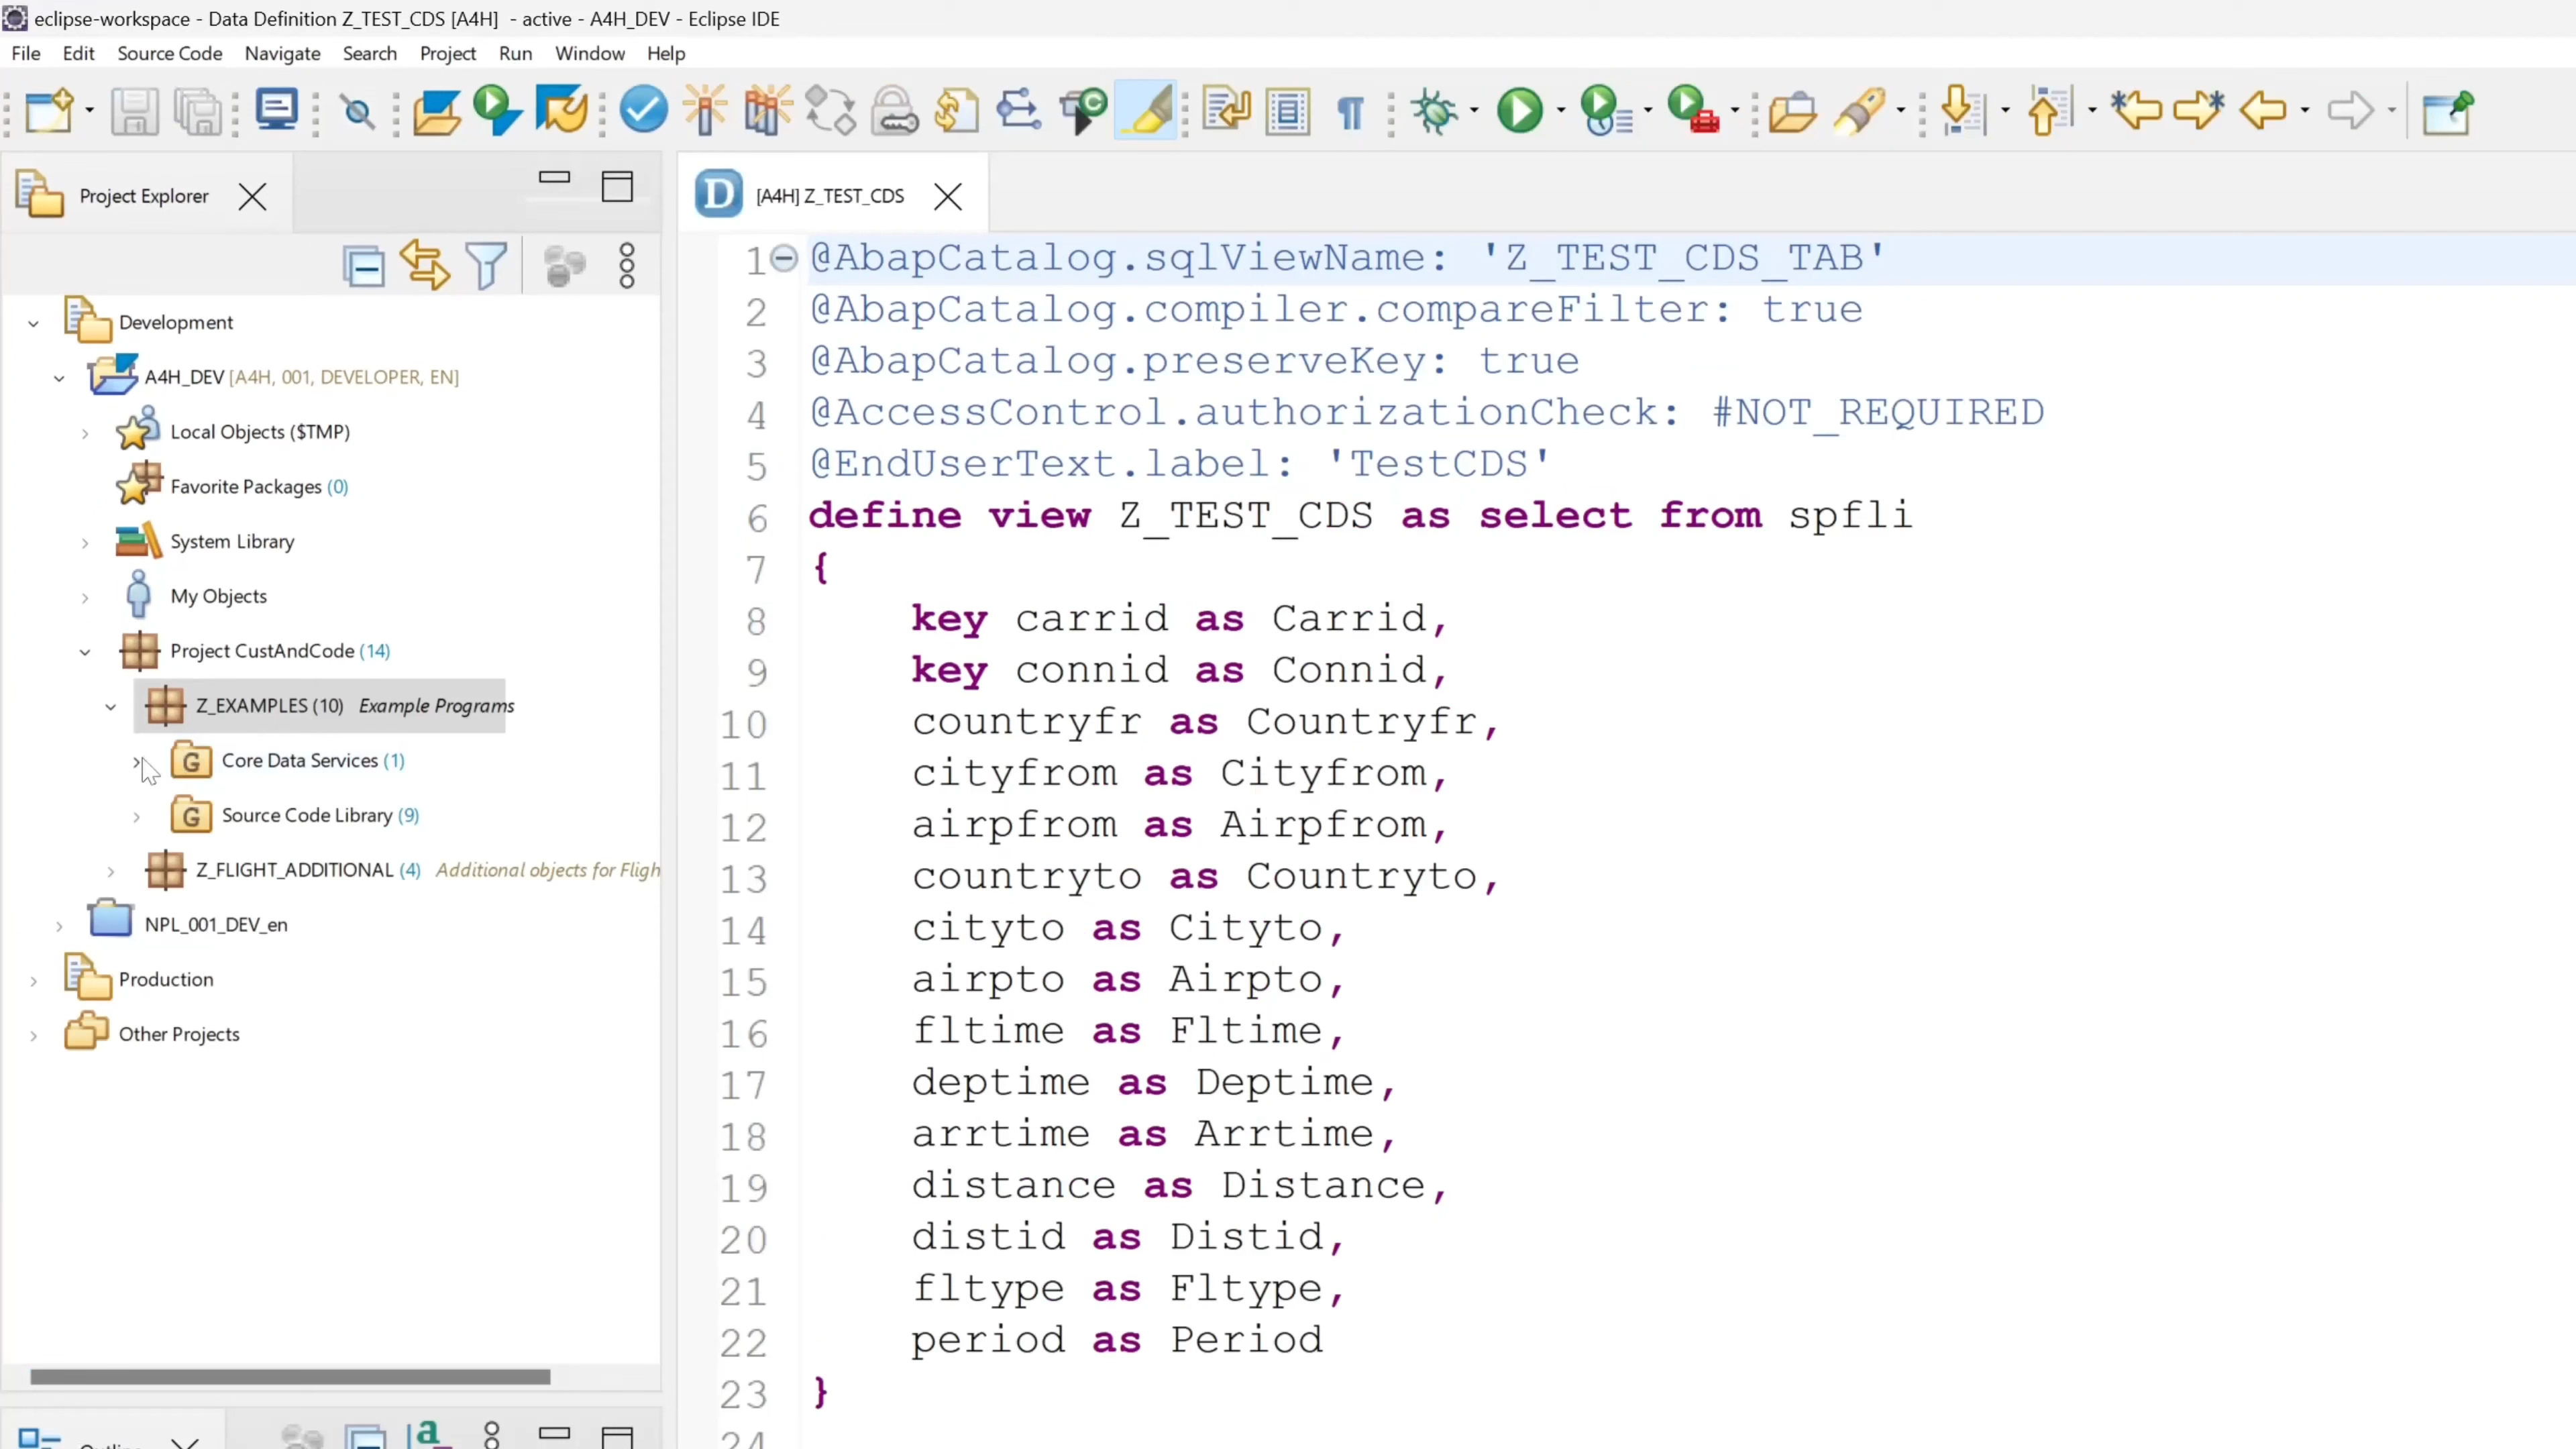 eclipse-workspace - Data Definition Z_TEST_CDS [A4H]  - active - A4H_DEV - Eclipse IDE
File Edit Source Code Navigate Search Project Run Window Help
Project Explorer
Development
A4H_DEV [A4H, 001, DEVELOPER, EN]
Local Objects ($TMP)
Favorite Packages (0)
System Library
My Objects
Project CustAndCode (14)
Z_EXAMPLES (10) Example Programs
G Core Data Services (1)
G Source Code Library (9)
Z_FLIGHT_ADDITIONAL (4) Additional objects for Fligh
NPL_001_DEV_en
Production
Other Projects
D [A4H] Z_TEST_CDS
1 @AbapCatalog.sqlViewName: 'Z_TEST_CDS_TAB'
2 @AbapCatalog.compiler.compareFilter: true
3 @AbapCatalog.preserveKey: true
4 @AccessControl.authorizationCheck: #NOT_REQUIRED
5 @EndUserText.label: 'TestCDS'
6 define view Z_TEST_CDS as select from spfli
7 {
8 key carrid as Carrid,
9 key connid as Connid,
10 countryfr as Countryfr,
11 cityfrom as Cityfrom,
12 airpfrom as Airpfrom,
13 countryto as Countryto,
14 cityto as Cityto,
15 airpto as Airpto,
16 fltime as Fltime,
17 deptime as Deptime,
18 arrtime as Arrtime,
19 distance as Distance,
20 distid as Distid,
21 fltype as Fltype,
22 period as Period
23 }
24